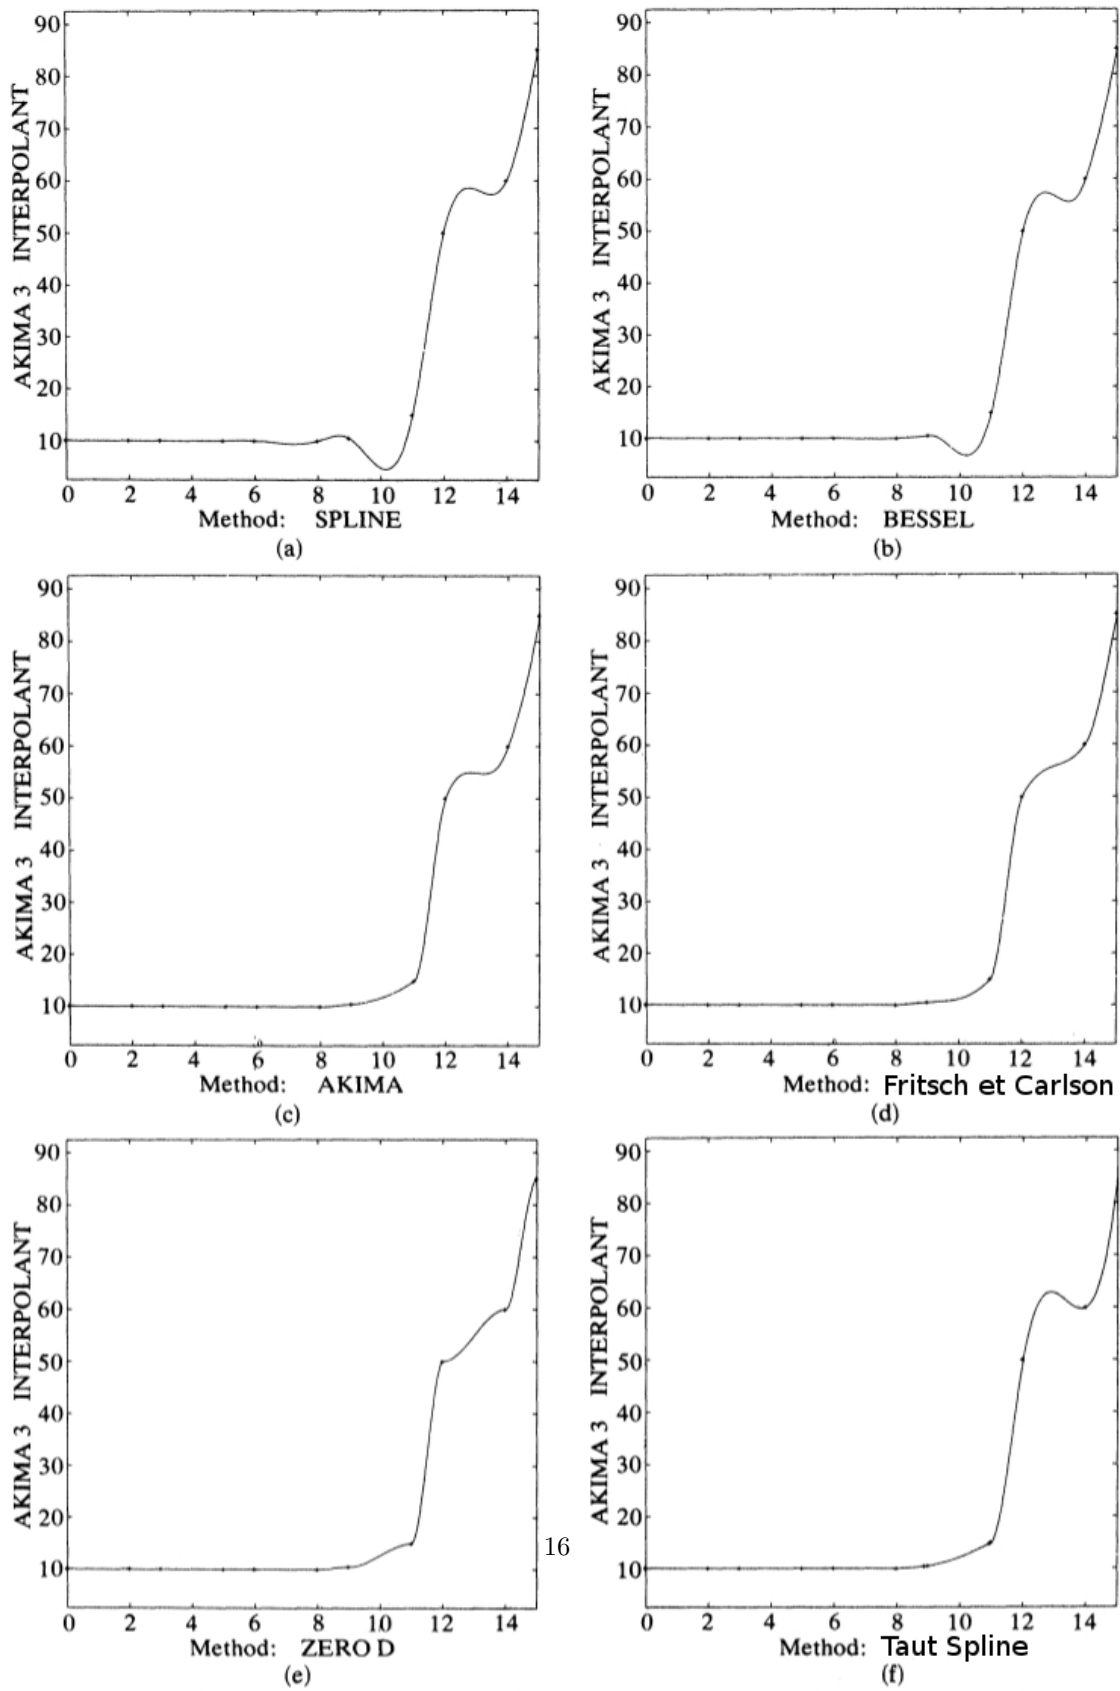 90
80
70
60
50
40
30
20
10
AKIMA 3 INTERPOLANT
0 2 4 6 8 10 12 14
Method: SPLINE
(a)
90
80
70
60
50
40
30
20
10
AKIMA 3 INTERPOLANT
0 2 4 6 8 10 12 14
Method: BESSEL
(b)
90
80
70
60
50
40
30
20
10
AKIMA 3 INTERPOLANT
0 2 4 6 8 10 12 14
Method: AKIMA
(c)
90
80
70
60
50
40
30
20
10
AKIMA 3 INTERPOLANT
0 2 4 6 8 10 12 14
Method: Fritsch et Carlson
(d)
90
80
70
60
50
40
30
20
10
AKIMA 3 INTERPOLANT
0 2 4 6 8 10 12 14
Method: ZERO D
(e)
16
90
80
70
60
50
40
30
20
10
AKIMA 3 INTERPOLANT
0 2 4 6 8 10 12 14
Method: Taut Spline
(f)